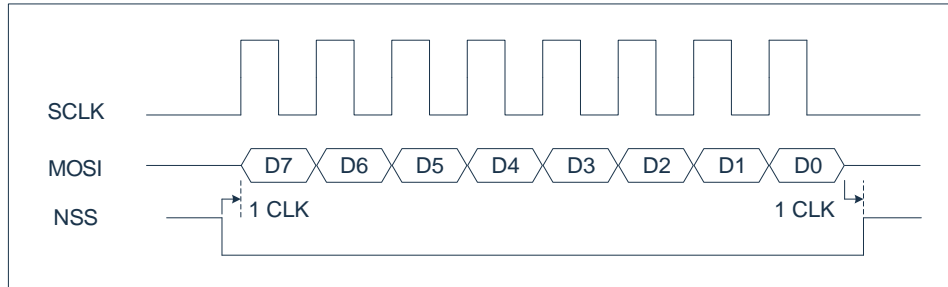 SCLK
MOSI D7 D6 D5 D4 D3 D2 D1 D0
1 CLK 1 CLK
NSS